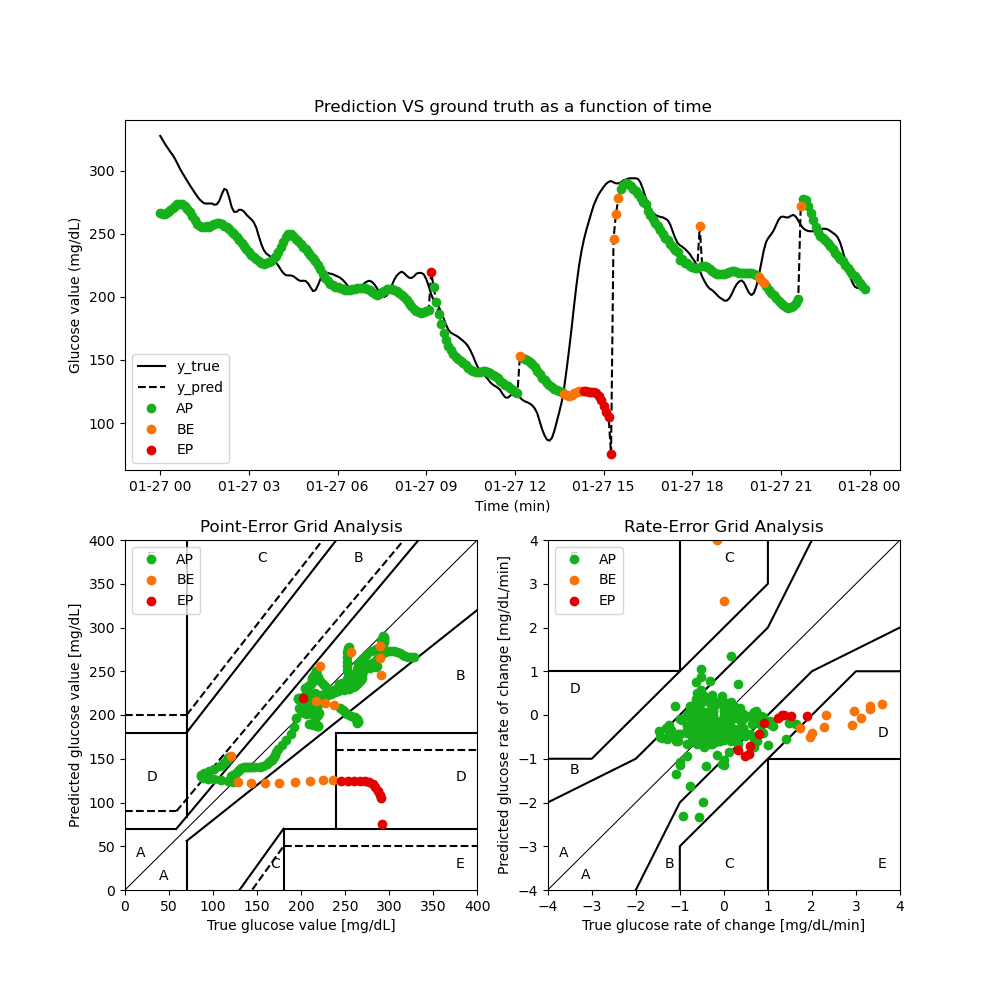 Prediction VS ground truth as a function of time
Glucose value (mg/dL)
300
250
200
150
100
y_true
y_pred
AP
BE
EP
01-27 00 01-27 03 01-27 06 01-27 09 01-27 12 01-27 15 01-27 18 01-27 21 01-28 00
Time (min)
Point-Error Grid Analysis
Predicted glucose value [mg/dL]
400
350
300
250
200
150
100
50
0
AP
BE
EP
C
B
B
D
D
A
A
C
E
0 50 100 150 200 250 300 350 400
True glucose value [mg/dL]
Rate-Error Grid Analysis
Predicted glucose rate of change [mg/dL/min]
4
3
2
1
0
−1
−2
−3
−4
AP
BE
EP
C
D
D
B
A
A
B
C
E
−4 −3 −2 −1 0 1 2 3 4
True glucose rate of change [mg/dL/min]